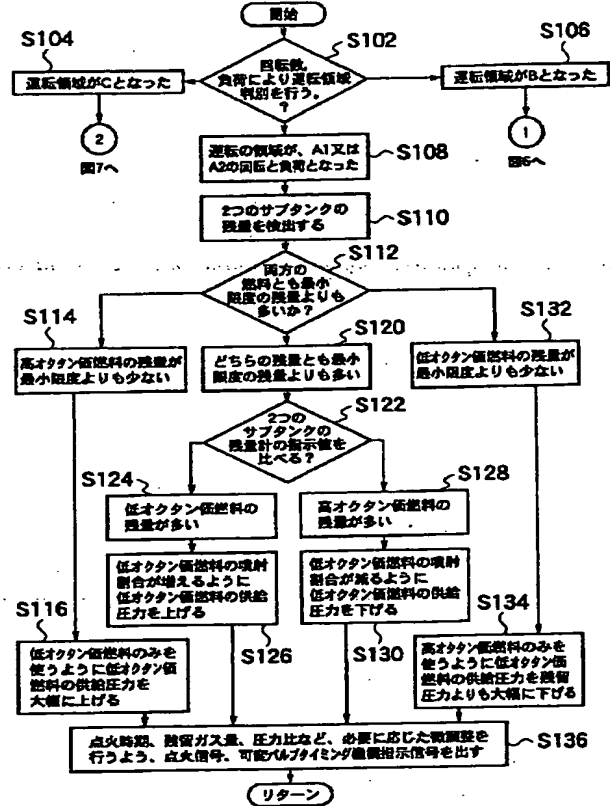 開始
S104
S102
S106
回転数、
負荷により運転領域
判別を行う。
?
運転領域がCとなった
運転領域がBとなった
2
図7へ
1
図6へ
運転の領域が、A1又は
A2の回転と負荷となった
S108
2つのサブタンクの
残量を検出する
S110
S112
両方の
燃料とも最小
限度の残量よりも
多いか?
S114
S120
S132
高オクタン価燃料の残量が
最小限度よりも少ない
どちらの残量とも最小
限度の残量よりも多い
低オクタン価燃料の残量が
最小限度よりも少ない
S122
2つの
サブタンクの
残量計の指示値を
比べる?
S124
S128
低オクタン価燃料の
残量が多い
高オクタン価燃料の
残量が多い
低オクタン価燃料の噴射
割合が増えるように
低オクタン価燃料の供給
圧力を上げる
低オクタン価燃料の噴射
割合が減るように
低オクタン価燃料の供給
圧力を下げる
S116
S126
S130
S134
低オクタン価燃料のみを
使うように低オクタン価
燃料の供給圧力を
大幅に上げる
高オクタン価燃料のみを
使うように低オクタン価
燃料の供給圧力を残留
圧力よりも大幅に下げる
点火時期、残留ガス量、圧力比など、必要に応じた微調整を
行うよう、点火信号、可変バルブタイミング機構指示信号を出す
S136
リターン